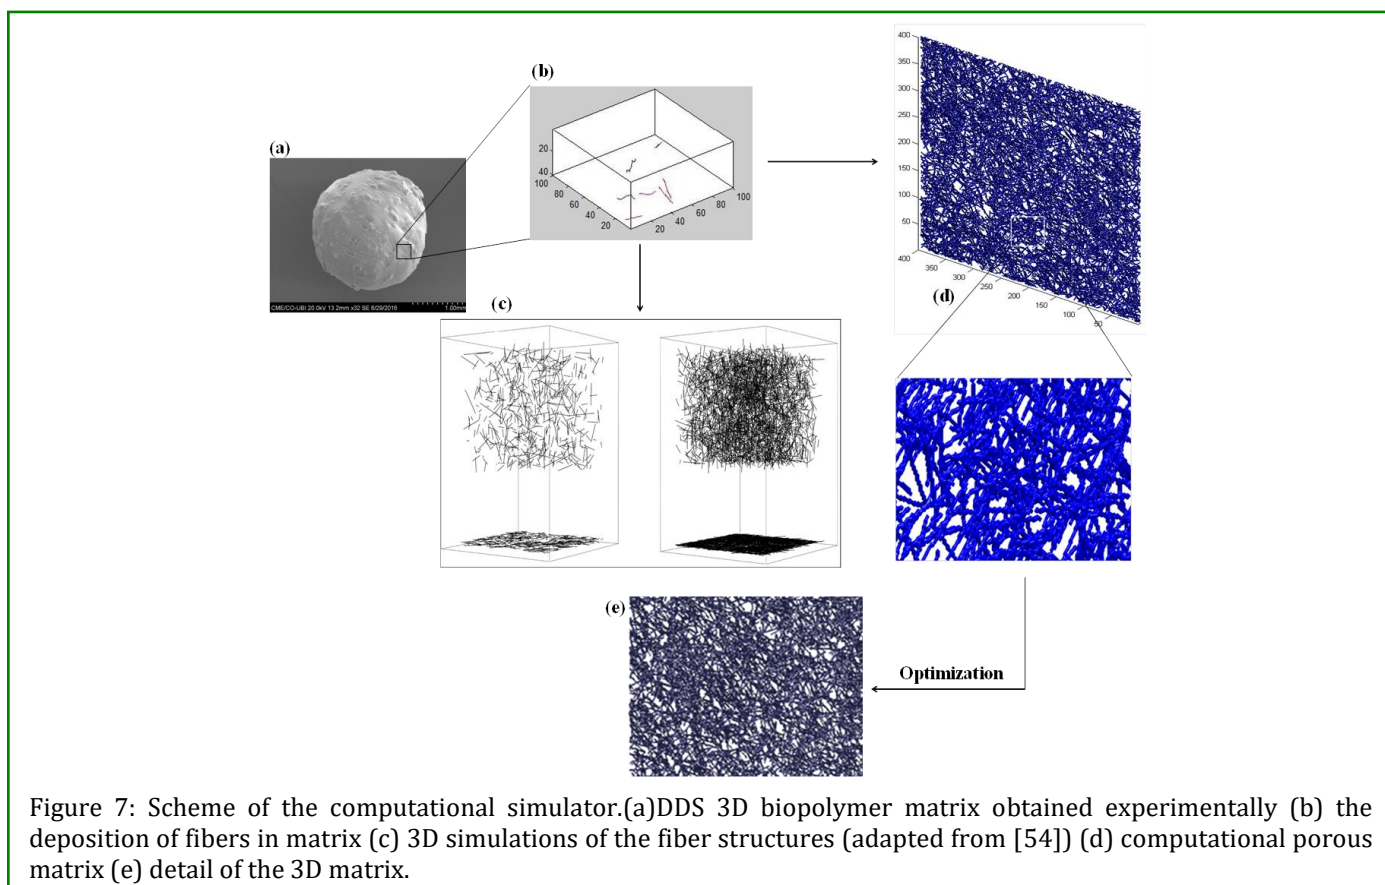 (b)
20
40
100
80
60
40
20
20
40
60
80
100
(a)
CME/CO-UBI 20.0kV 13.2mm x32 SE 6/29/2016
1.00mm
400
350
300
250
200
150
100
50
400
350
300
250
200
150
100
50
(d)
(c)
(e)
Optimization
Figure 7: Scheme of the computational simulator.(a)DDS 3D biopolymer matrix obtained experimentally (b) the
deposition of fibers in matrix (c) 3D simulations of the fiber structures (adapted from [54]) (d) computational porous
matrix (e) detail of the 3D matrix.